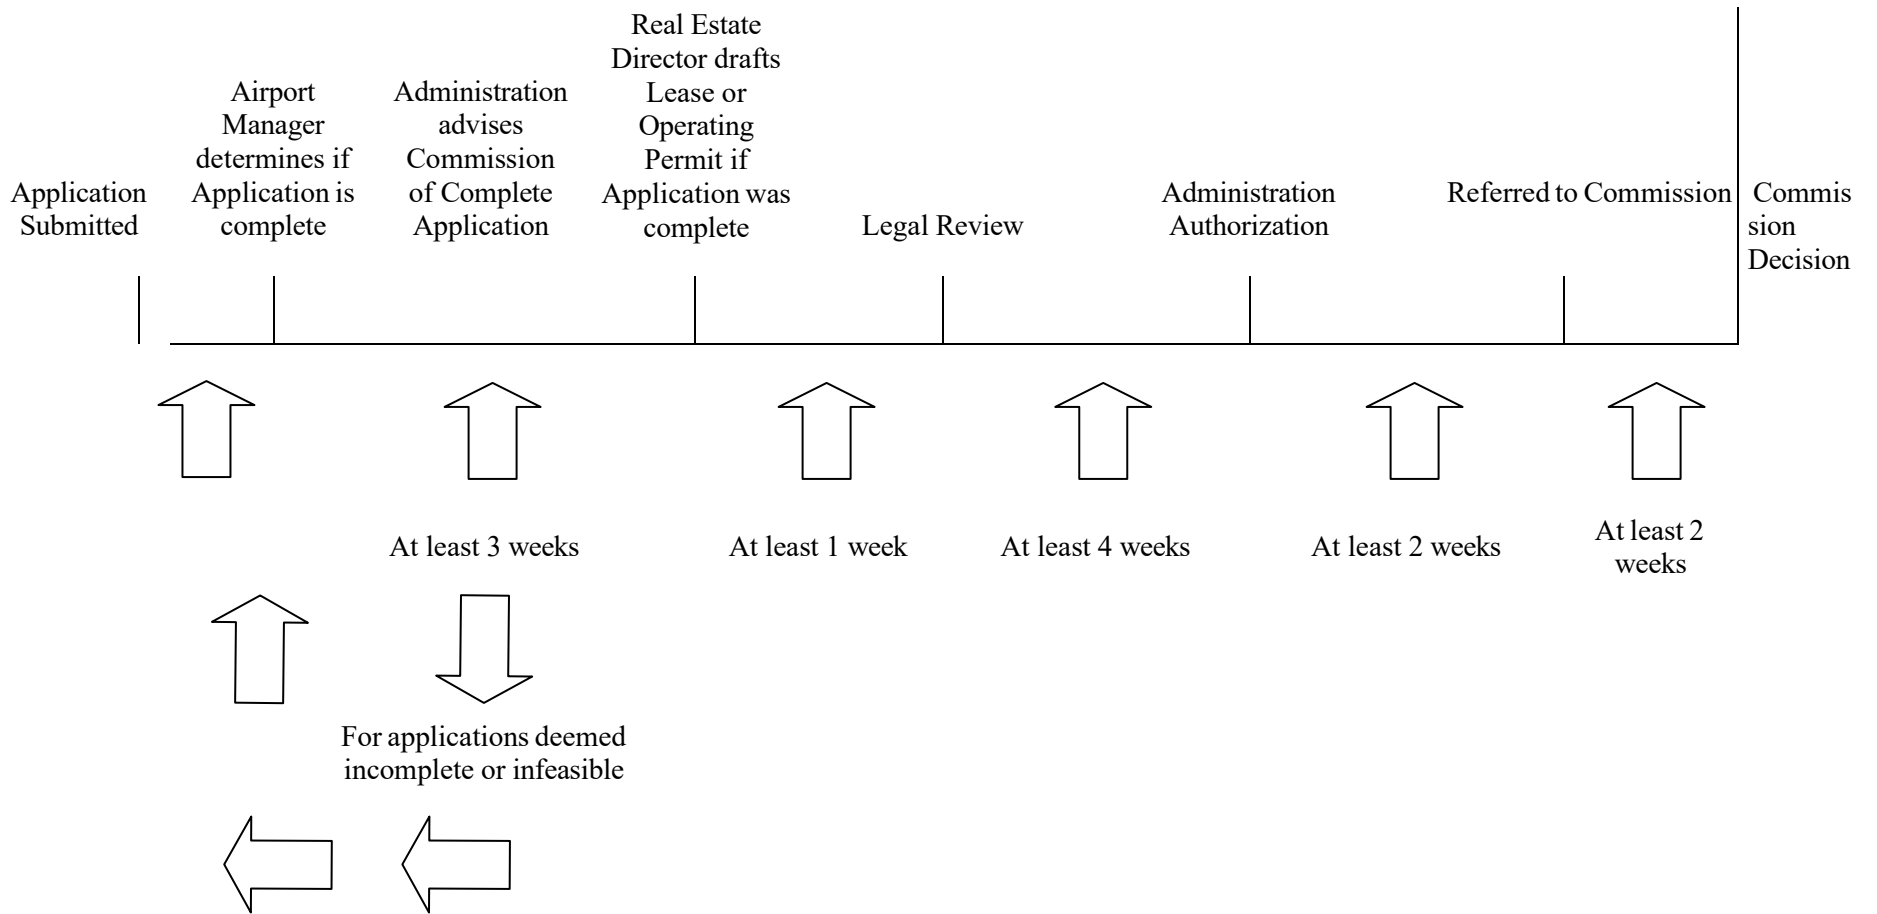 Application
Submitted
Airport
Manager
determines if
Application is
complete
Administration
advises
Commission
of Complete
Application
Real Estate
Director drafts
Lease or
Operating
Permit if
Application was
complete
Legal Review
Administration
Authorization
Referred to Commission
Commis
sion
Decision
At least 3 weeks
At least 1 week
At least 4 weeks
At least 2 weeks
At least 2
weeks
For applications deemed
incomplete or infeasible